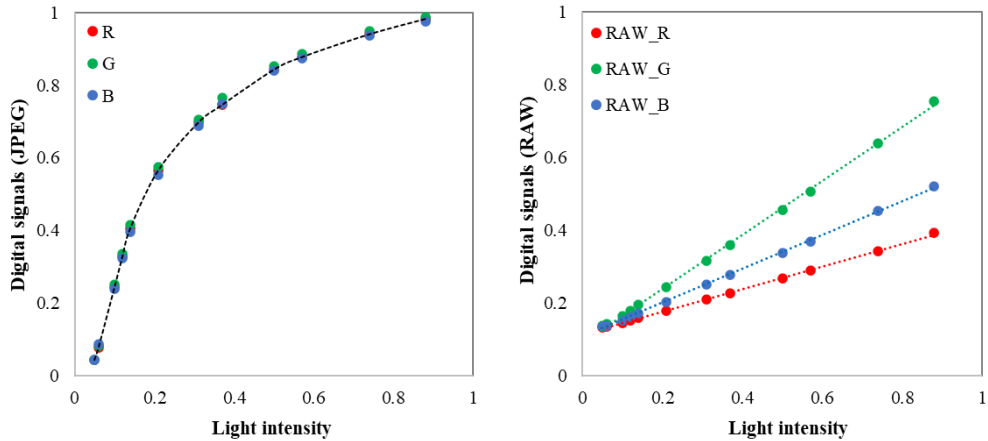 Digital signals (JPEG)
1
0.8
0.6
0.4
0.2
0
R
G
B
0 0.2 0.4 0.6 0.8 1
Light intensity
Digital signals (RAW)
1
0.8
0.6
0.4
0.2
0
RAW_R
RAW_G
RAW_B
0 0.2 0.4 0.6 0.8 1
Light intensity